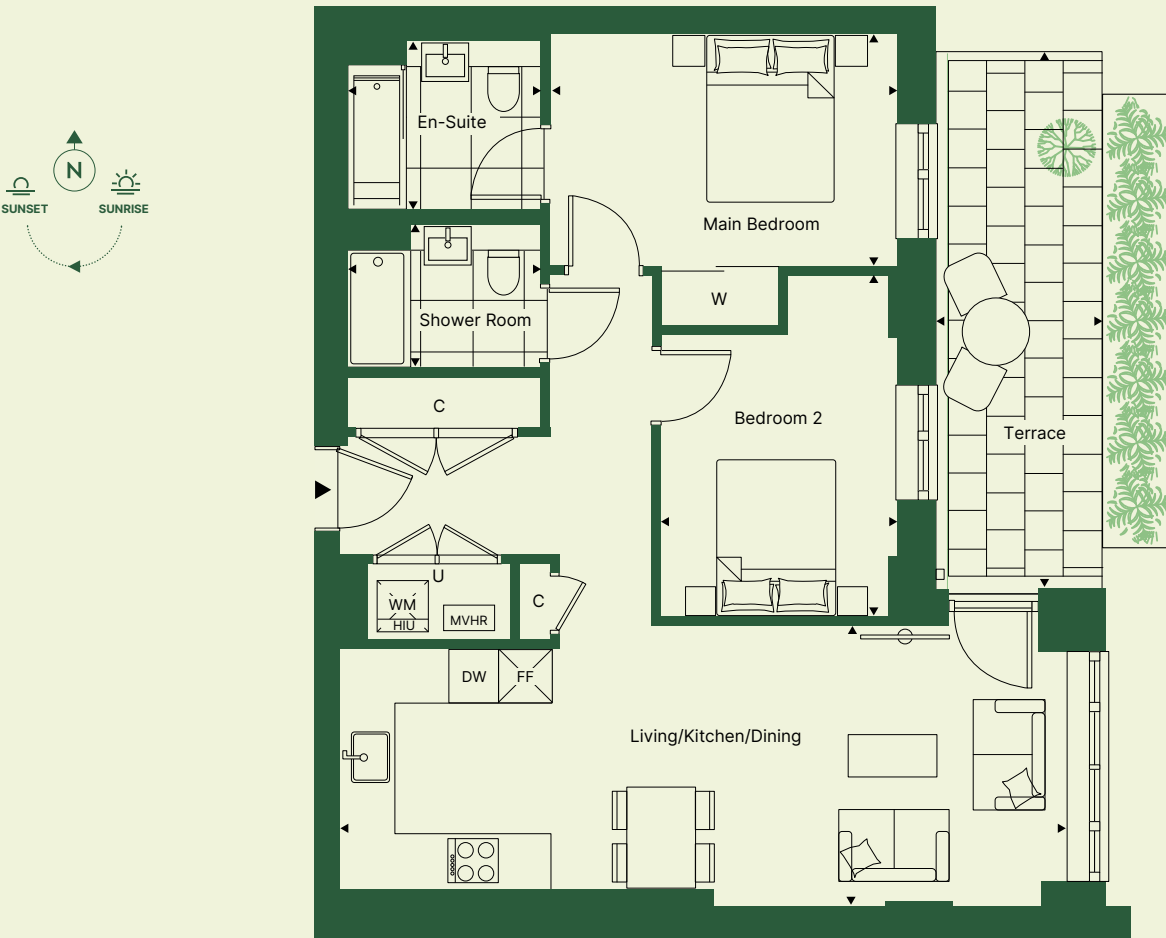 N
SUNSET
SUNRISE
En-Suite
Main Bedroom
W
Shower Room
C
Bedroom 2
Terrace
U
WM
HIU
MVHR
C
DW
FF
Living/Kitchen/Dining